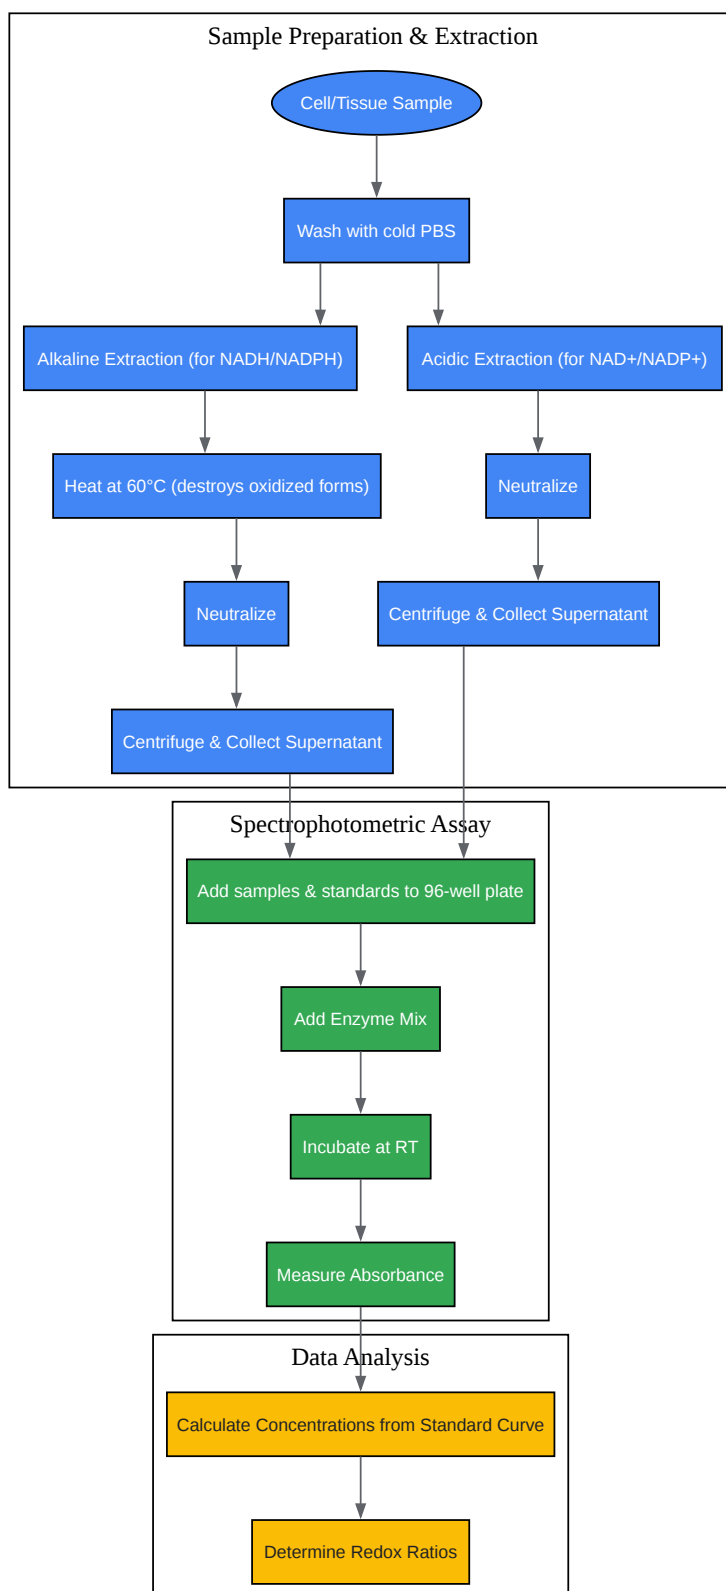 Sample Preparation & Extraction
Cell/Tissue Sample
Wash with cold PBS
Alkaline Extraction (for NADH/NADPH)
Acidic Extraction (for NAD+/NADP+)
Heat at 60°C (destroys oxidized forms)
Neutralize
Neutralize
Centrifuge & Collect Supernatant
Centrifuge & Collect Supernatant
Spectrophotometric Assay
Add samples & standards to 96-well plate
Add Enzyme Mix
Incubate at RT
Measure Absorbance
Data Analysis
Calculate Concentrations from Standard Curve
Determine Redox Ratios